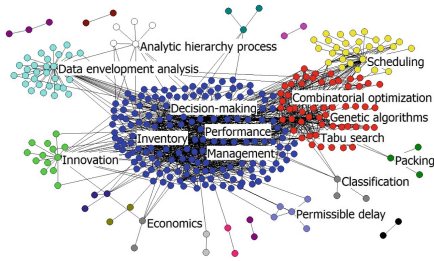 Analytic hierarchy process
Scheduling
Data envelopment analysis
Combinatorial optimization
Decision-making
Genetic algorithms
Performance
Inventory
Tabu search
Management
Innovation
Packing
Classification
Permissible delay
Economics